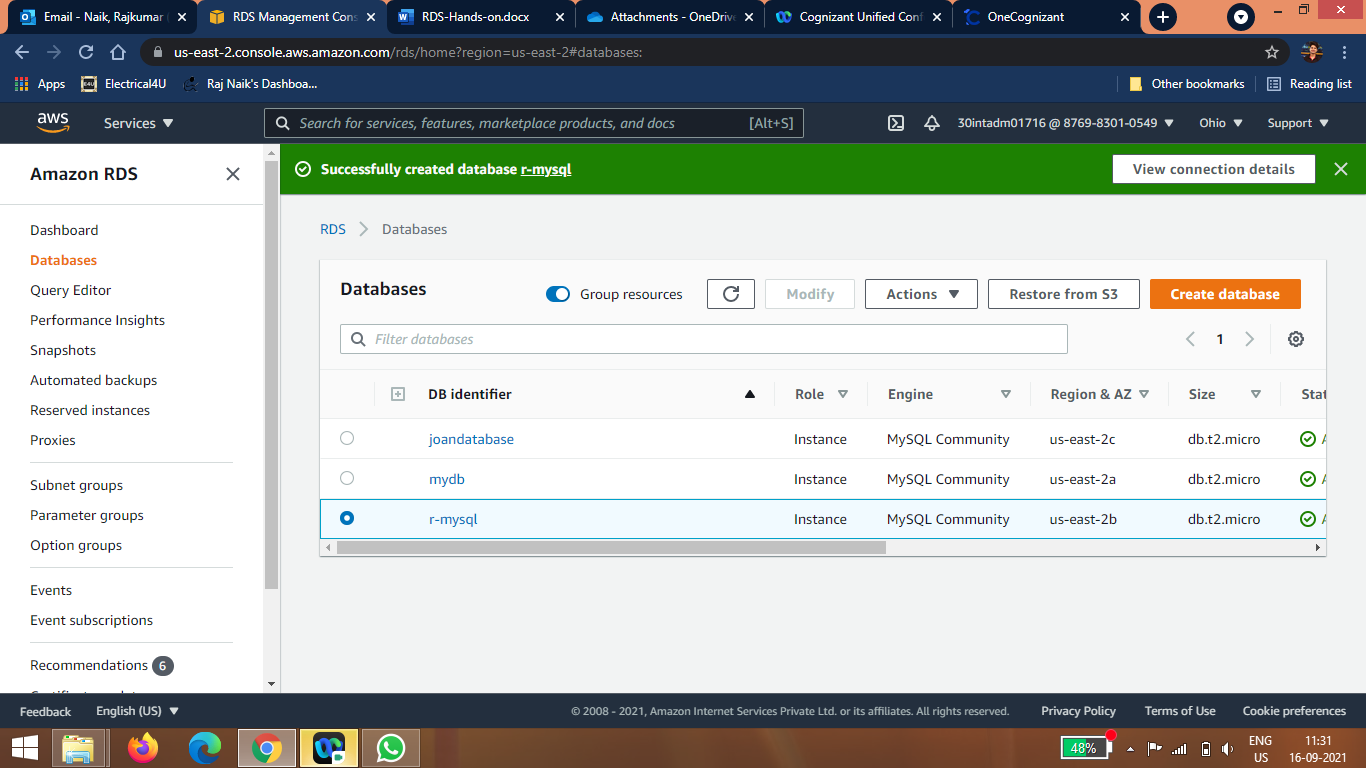 Email - Naik, Rajkumar
RDS Management Cons
RDS-Hands-on.docx
Attachments - OneDrive
Cognizant Unified Conf
OneCognizant
us-east-2.console.aws.amazon.com/rds/home?region=us-east-2#databases:
Apps
Electrical4U
Raj Naik's Dashboa...
Other bookmarks
Reading list
aws
Services
Search for services, features, marketplace products, and docs
[Alt+S]
30intadm01716 @ 8769-8301-0549
Ohio
Support
Amazon RDS
Successfully created database r-mysql
View connection details
Dashboard
Databases
Query Editor
Performance Insights
Snapshots
Automated backups
Reserved instances
Proxies
Subnet groups
Parameter groups
Option groups
Events
Event subscriptions
Recommendations 6
RDS
Databases
Databases
Group resources
Modify
Actions
Restore from S3
Create database
Filter databases
1
DB identifier
Role
Engine
Region & AZ
Size
Stat
joandatabase
Instance
MySQL Community
us-east-2c
db.t2.micro
mydb
Instance
MySQL Community
us-east-2a
db.t2.micro
r-mysql
Instance
MySQL Community
us-east-2b
db.t2.micro
Feedback
English (US)
© 2008 - 2021, Amazon Internet Services Private Ltd. or its affiliates. All rights reserved.
Privacy Policy
Terms of Use
Cookie preferences
48%
ENG
US
11:31
16-09-2021